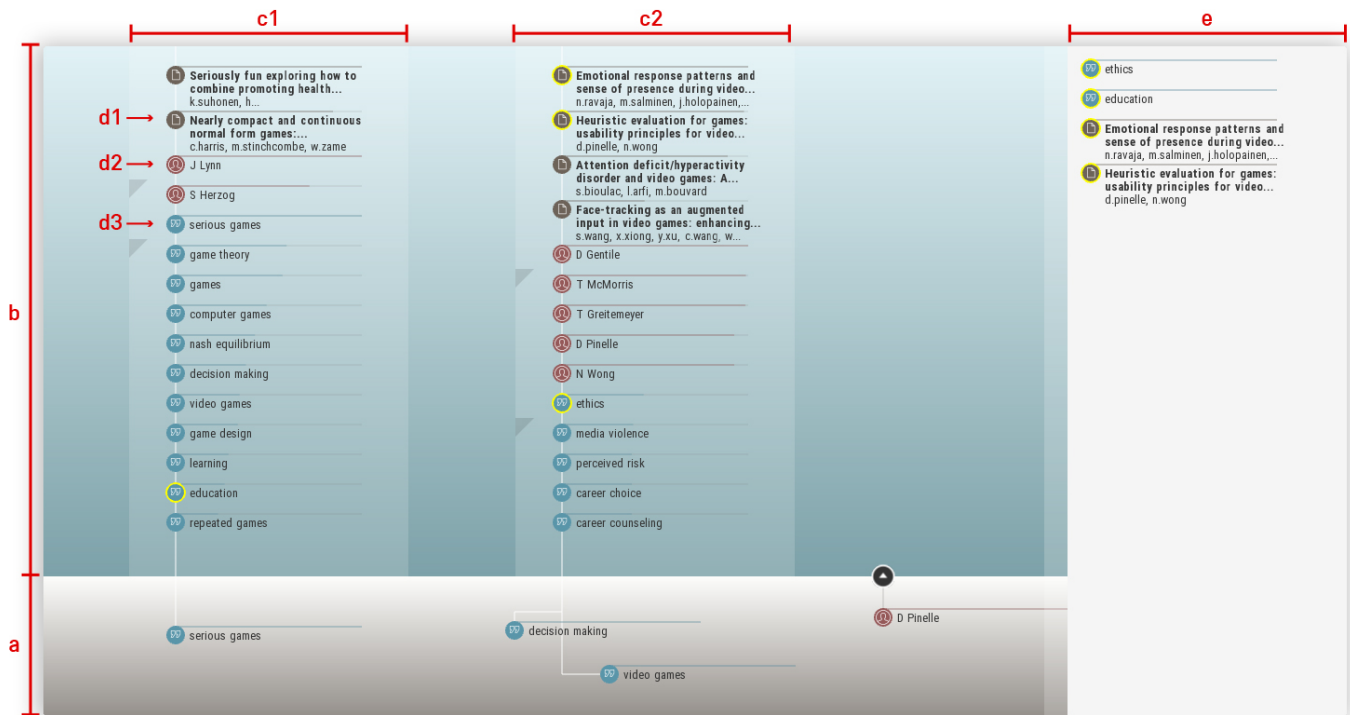 c1
c2
e
d1
d2
d3
b
a
Seriously fun exploring how to
combine promoting health...
k.suhonen, h...
Nearly compact and continuous
normal form games:...
c.harris, m.stinchcombe, w.zame
J Lynn
S Herzog
serious games
game theory
games
computer games
nash equilibrium
decision making
video games
game design
learning
education
repeated games
serious games
Emotional response patterns and
sense of presence during video...
n.ravaja, m.salminen, j.holopainen,...
Heuristic evaluation for games:
usability principles for video...
d.pinelle, n.wong
Attention deficit/hyperactivity
disorder and video games: A...
s.bioulac, l.arfi, m.bouvard
Face-tracking as an augmented
input in video games: enhancing...
s.wang, x.xiong, y.xu, c.wang, w...
D Gentile
T McMorris
T Greitemeyer
D Pinelle
N Wong
ethics
media violence
perceived risk
career choice
career counseling
decision making
video games
D Pinelle
ethics
education
Emotional response patterns and
sense of presence during video...
n.ravaja, m.salminen, j.holopainen,...
Heuristic evaluation for games:
usability principles for video...
d.pinelle, n.wong